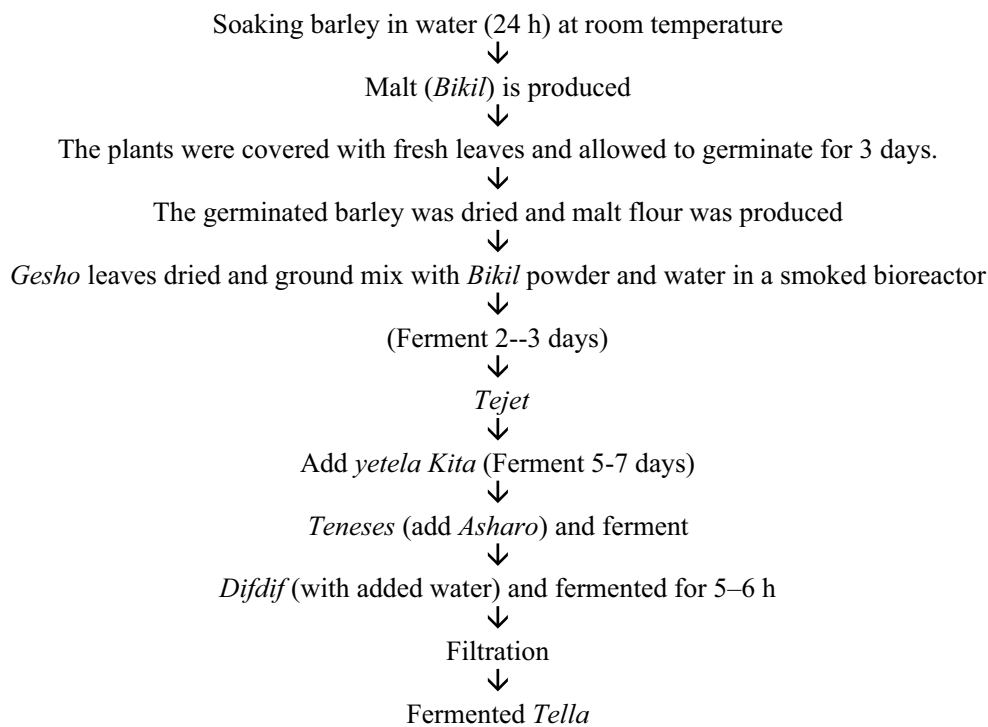 Soaking barley in water (24 h) at room temperature
Malt (Bikil) is produced
The plants were covered with fresh leaves and allowed to germinate for 3 days.
The germinated barley was dried and malt flour was produced
Gesho leaves dried and ground mix with Bikil powder and water in a smoked bioreactor
(Ferment 2--3 days)
Tejet
Add yetela Kita (Ferment 5-7 days)
Teneses (add Asharo) and ferment
Difdif (with added water) and fermented for 5–6 h
Filtration
Fermented Tella